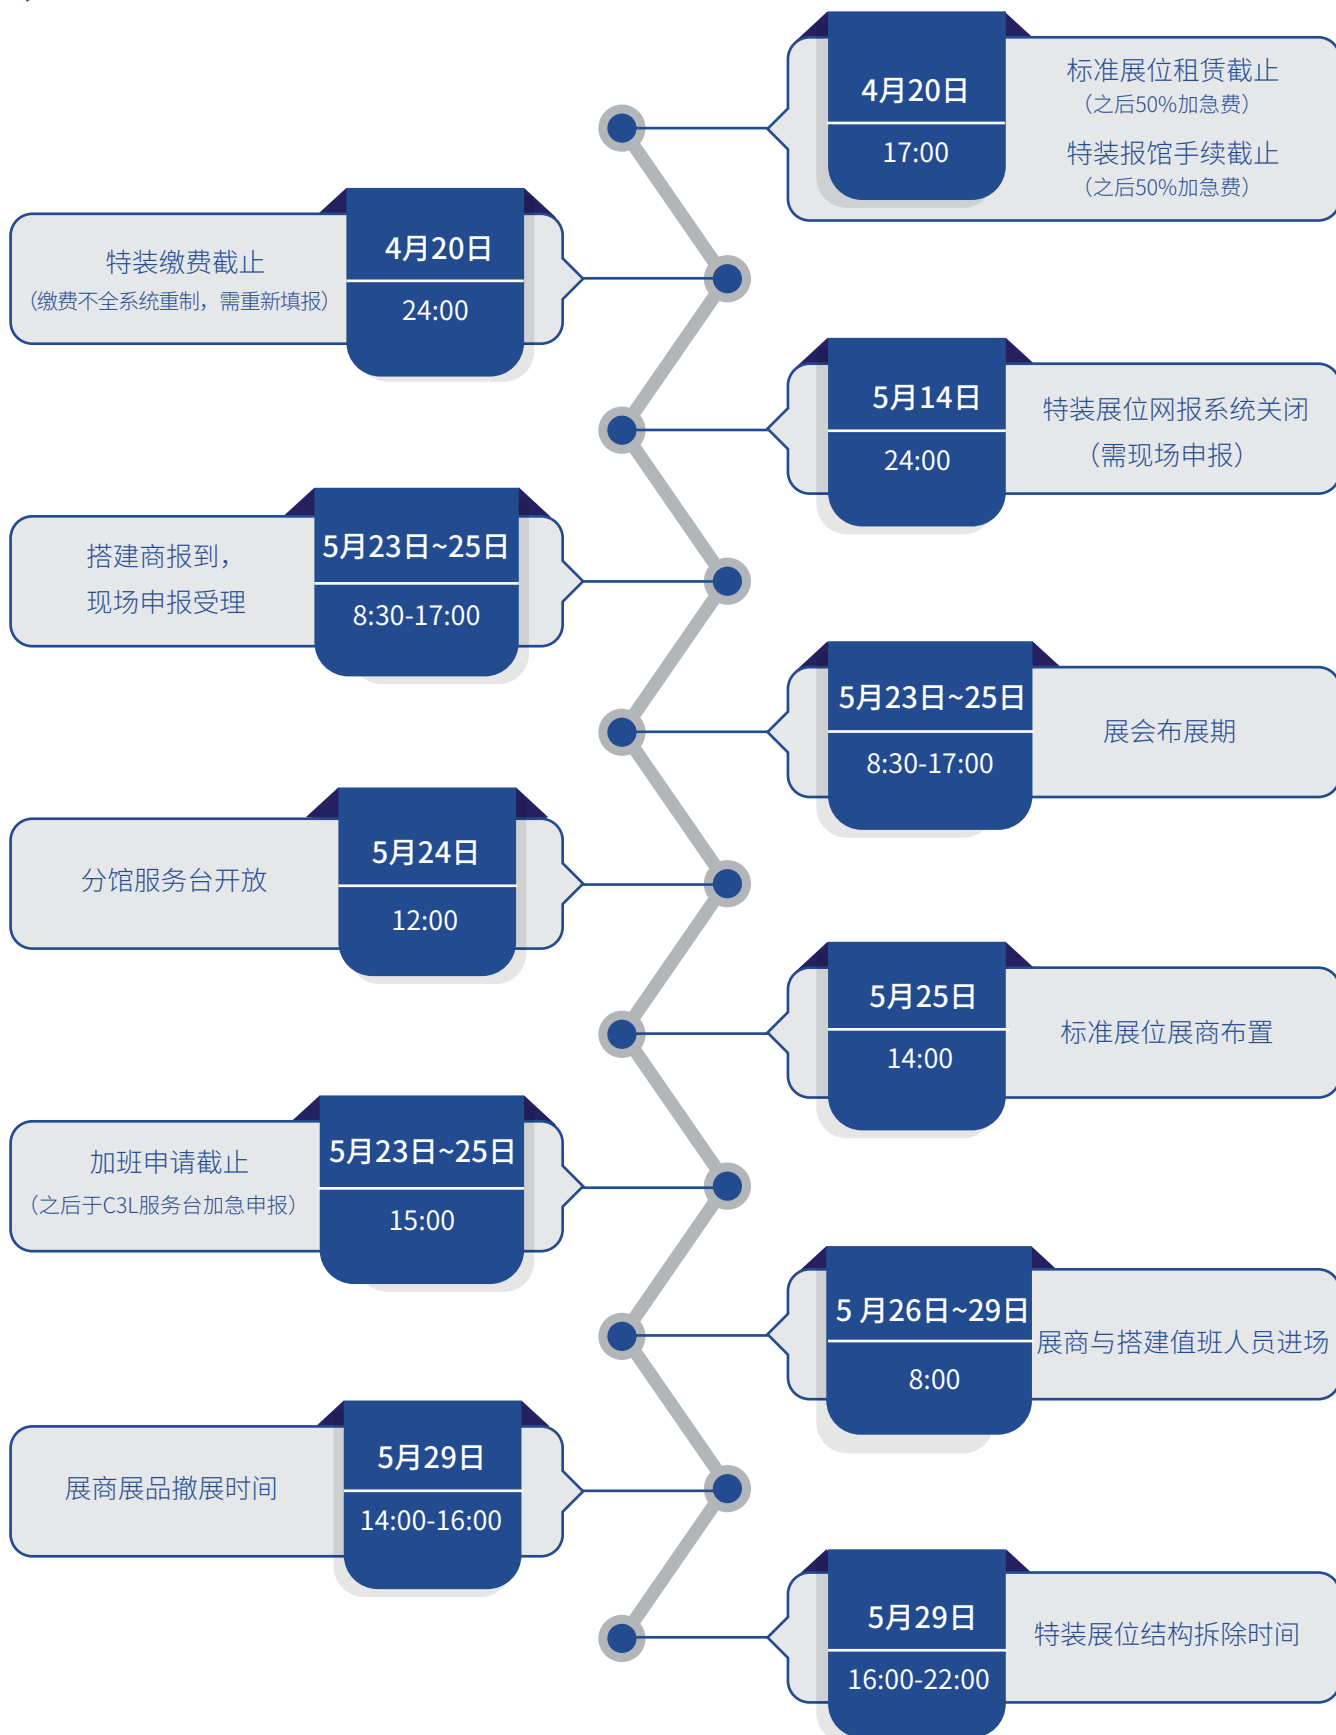 4月20日
17:00
标准展位租赁截止
（之后50%加急费）
特装报馆手续截止
（之后50%加急费）
特装缴费截止
（缴费不全系统重制，需重新填报）
4月20日
24:00
5月14日
24:00
特装展位网报系统关闭
（需现场申报）
搭建商报到，
现场申报受理
5月23日~25日
8:30-17:00
5月23日~25日
8:30-17:00
展会布展期
分馆服务台开放
5月24日
12:00
5月25日
14:00
标准展位展商布置
加班申请截止
（之后于C3L服务台加急申报）
5月23日~25日
15:00
5 月26日~29日
8:00
展商与搭建值班人员进场
展商展品撤展时间
5月29日
14:00-16:00
5月29日
16:00-22:00
特装展位结构拆除时间